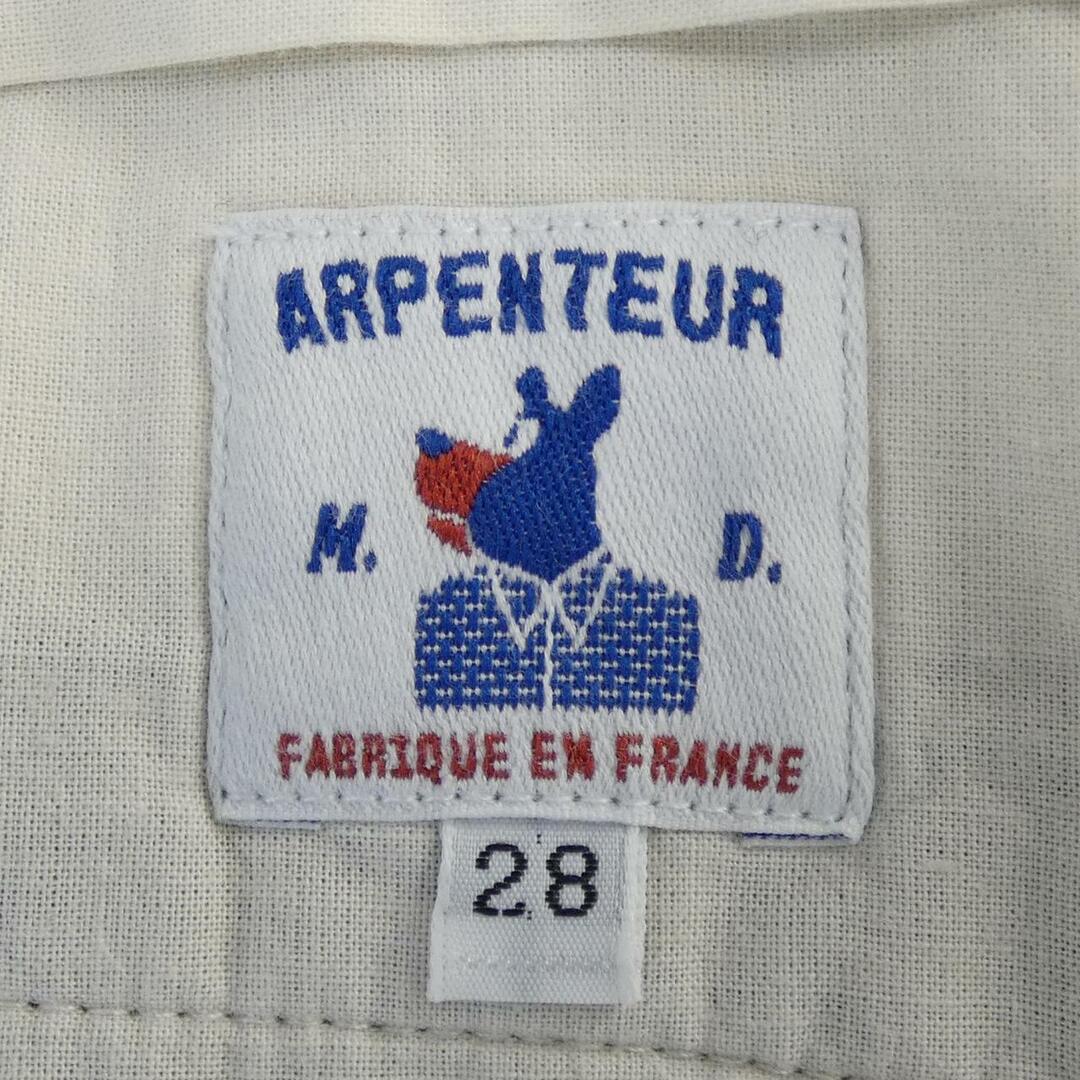 ARPENTEUR
M. D.
FABRIQUE EN FRANCE
28